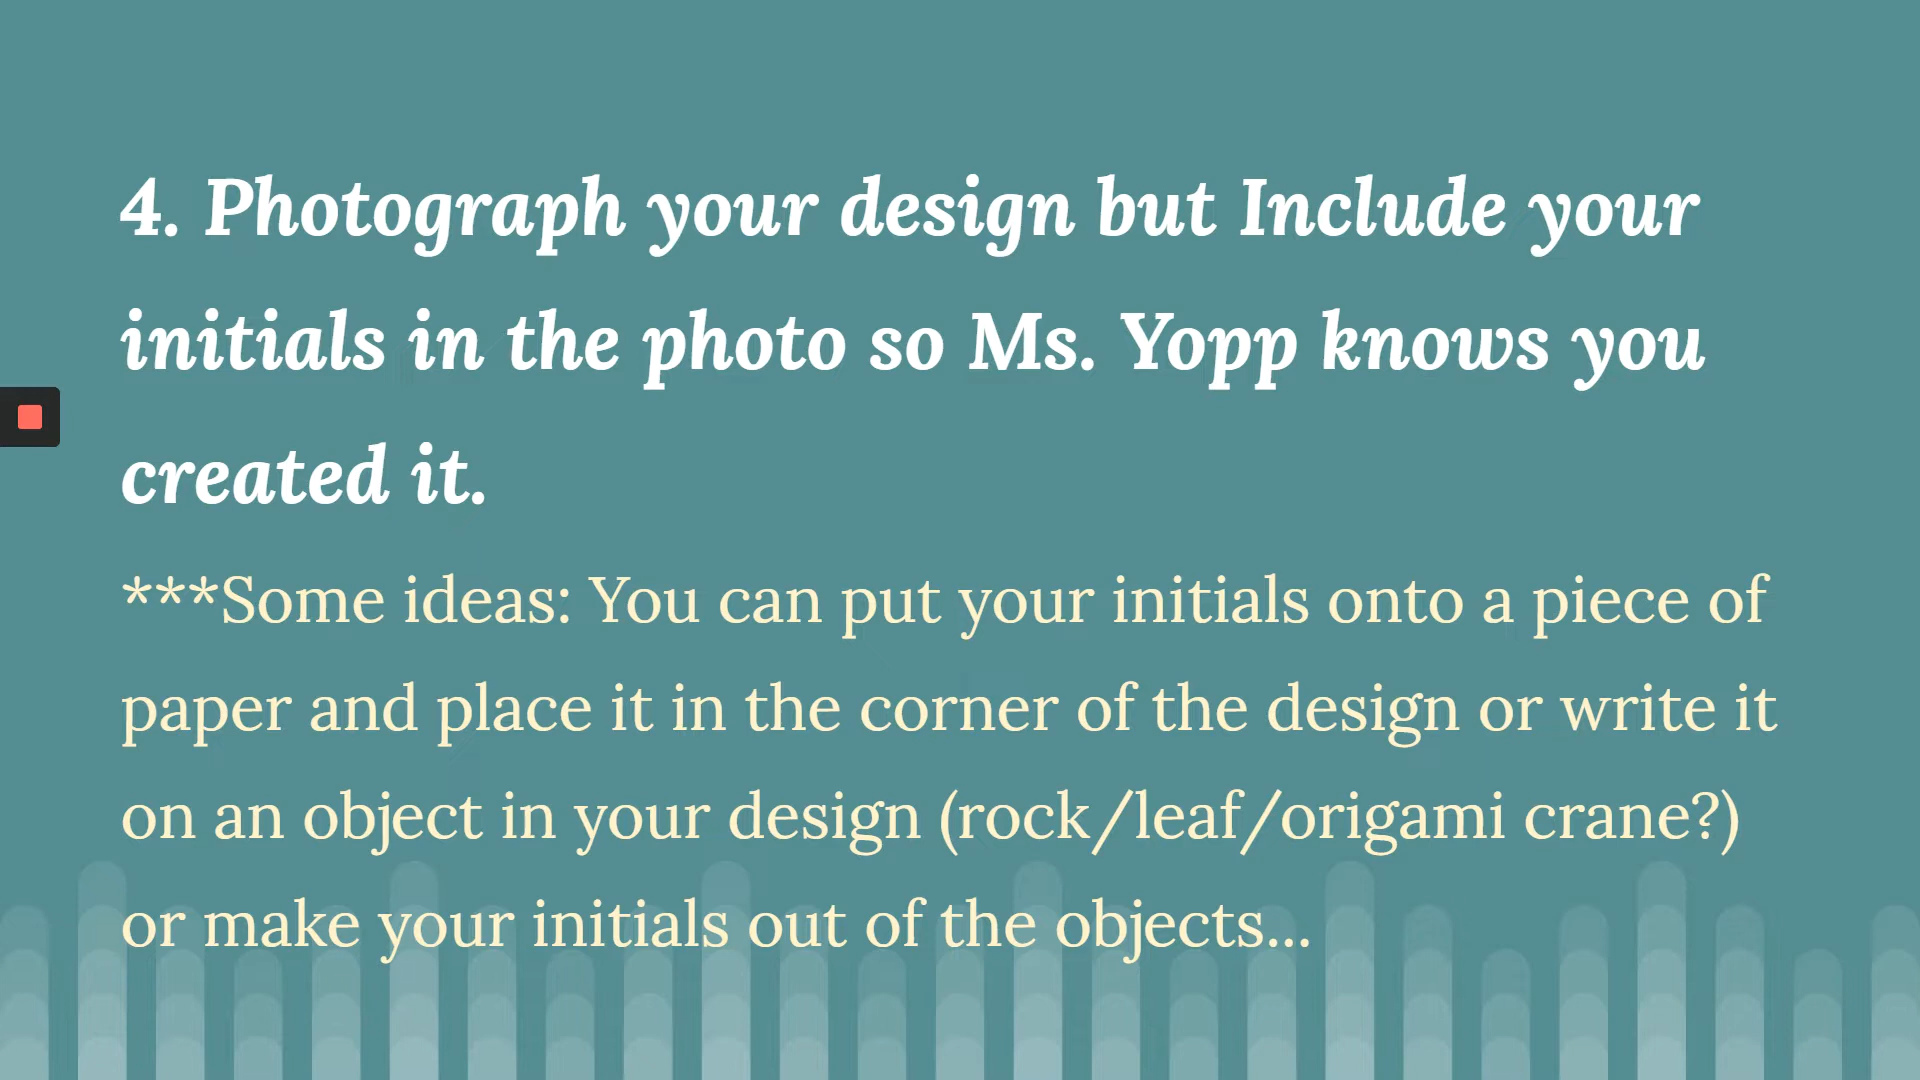 4. Photograph your design but Include your
initials in the photo so Ms. Yopp knows you
created it.
***Some ideas: You can put your initials onto a piece of
paper and place it in the corner of the design or write it
on an object in your design (rock/leaf/origami crane?)
or make your initials out of the objects...